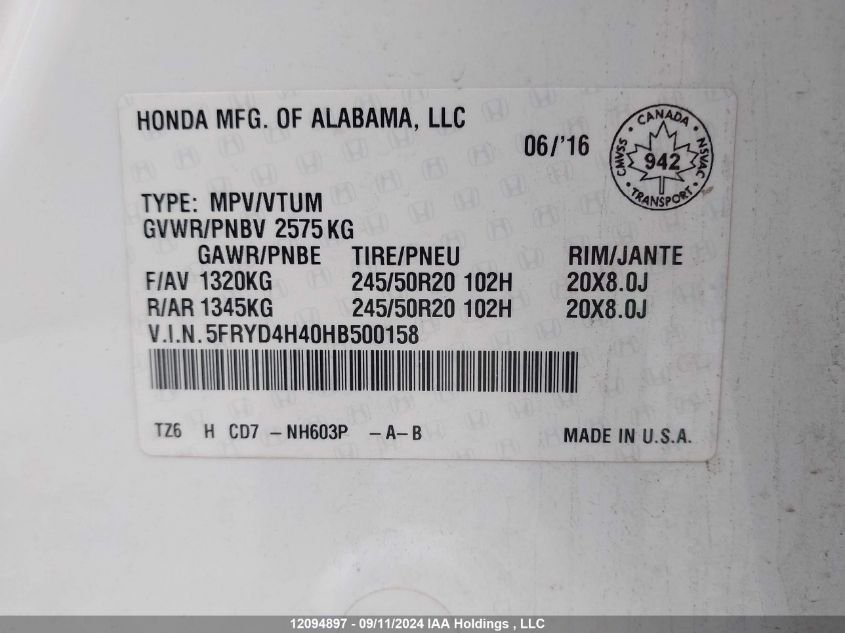 HONDA MFG. OF ALABAMA, LLC
06/'16
CANADA
CMVSS 942 NSVAC
TRANSPORT
TYPE: MPV/VTUM
GVWR/PNBV 2575KG
GAWR/PNBE TIRE/PNEU RIM/JANTE
F/AV 1320KG 245/50R20 102H 20X8.0J
R/AR 1345KG 245/50R20 102H 20X8.0J
V.I.N. 5FRYD4H40HB500158
TZ6 H CD7 -NH603P -A-B MADE IN U.S.A.
12094897 - 09/11/2024 IAA Holdings , LLC